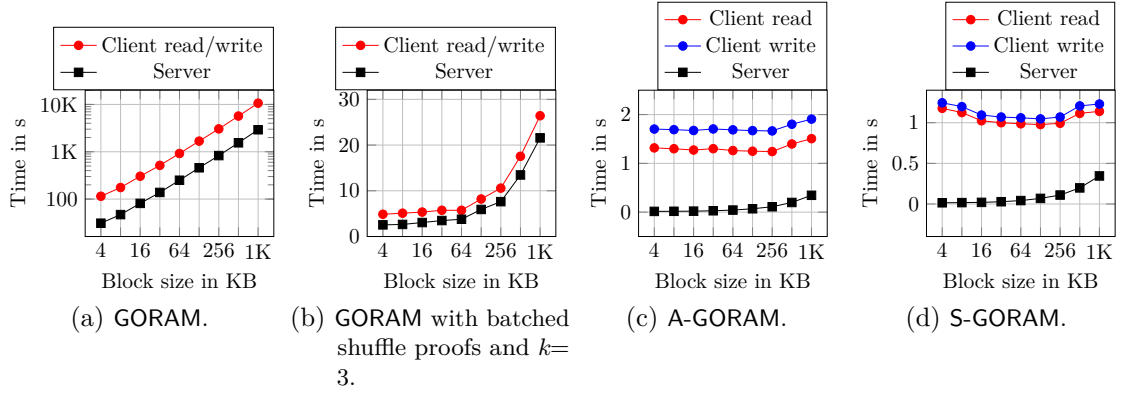 Client read/write
Server
Time in s
10K
1K
100
4
16
64
256
1K
Block size in KB
(a) GORAM.
Client read/write
Server
Time in s
30
20
10
0
4
16
64
256
1K
Block size in KB
(b) GORAM with batched
shuffle proofs and k=
3.
Client read
Client write
Server
Time in s
2
1
0
4
16
64
256
1K
Block size in KB
(c) A-GORAM.
Client read
Client write
Server
Time in s
1
0.5
0
4
16
64
256
1K
Block size in KB
(d) S-GORAM.